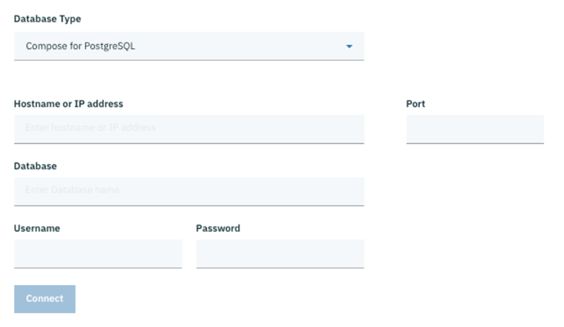 Database Type
Compose for PostgreSQL
Hostname or IP address Port
Enter hostname or IP address
Database
Enter Database name
Username Password
Connect